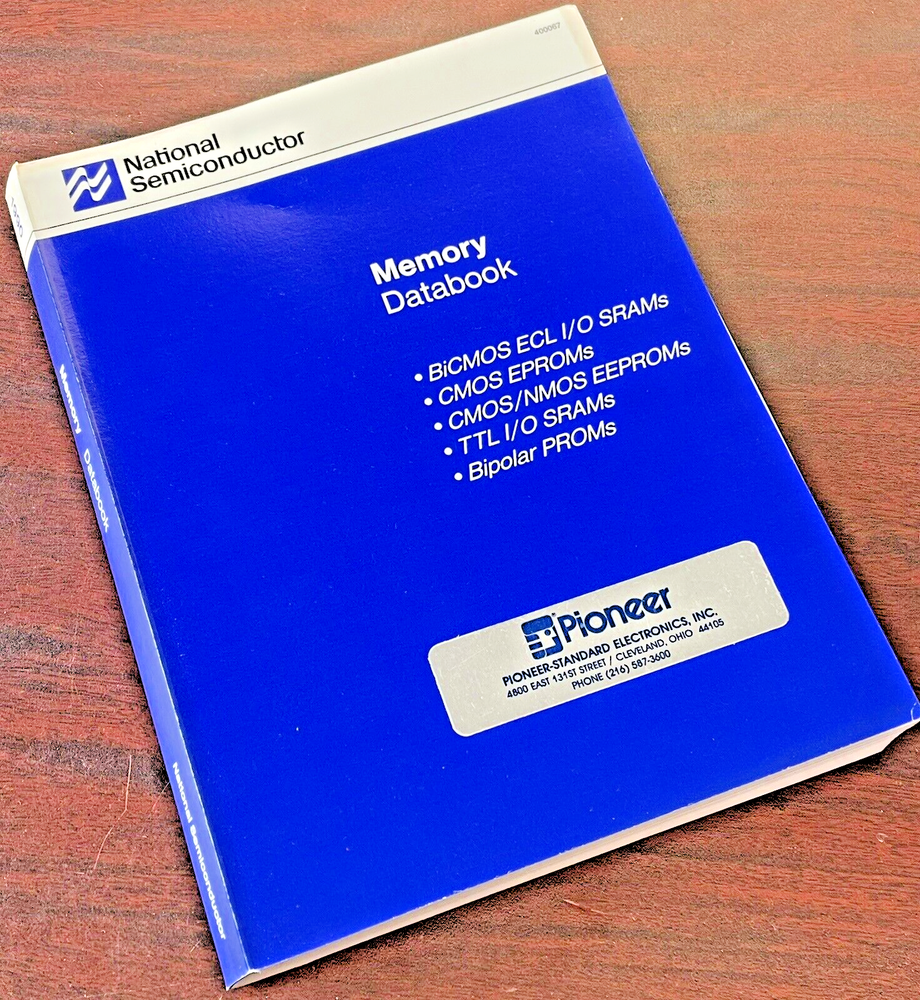 400067
National
Semiconductor
Memory
Databook
• BiCMOS ECL I/O SRAMs
• CMOS EPROMs
• CMOS/NMOS EEPROMs
• TTL I/O SRAMs
• Bipolar PROMs
Pioneer
PIONEER-STANDARD ELECTRONICS, INC.
4800 EAST 131ST STREET / CLEVELAND, OHIO 44105
PHONE (216) 587-3600
Memory Databook
National Semiconductor